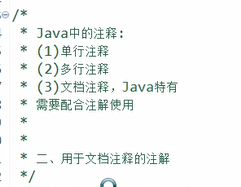 /*
* Java中的注释:
* (1)单行注释
* (2)多行注释
* (3)文档注释，Java特有
* 需要配合注解使用
*
*
* 二、用于文档注释的注解
*/